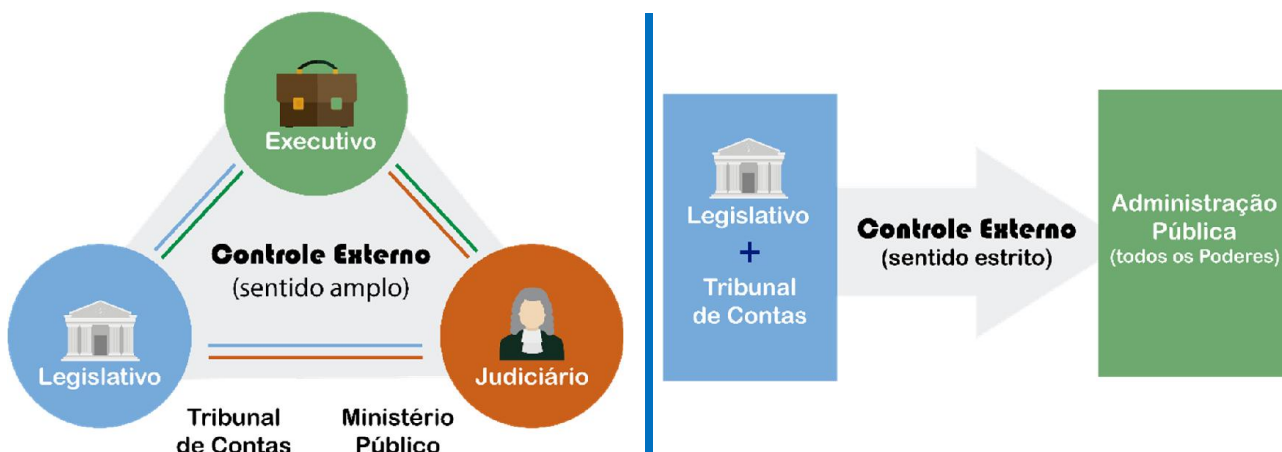 Executivo
Controle Externo
(sentido amplo)
Legislativo
Judiciário
Tribunal
de Contas
Ministério
Público
Legislativo
+
Tribunal
de Contas
Controle Externo
(sentido estrito)
Administração
Pública
(todos os Poderes)